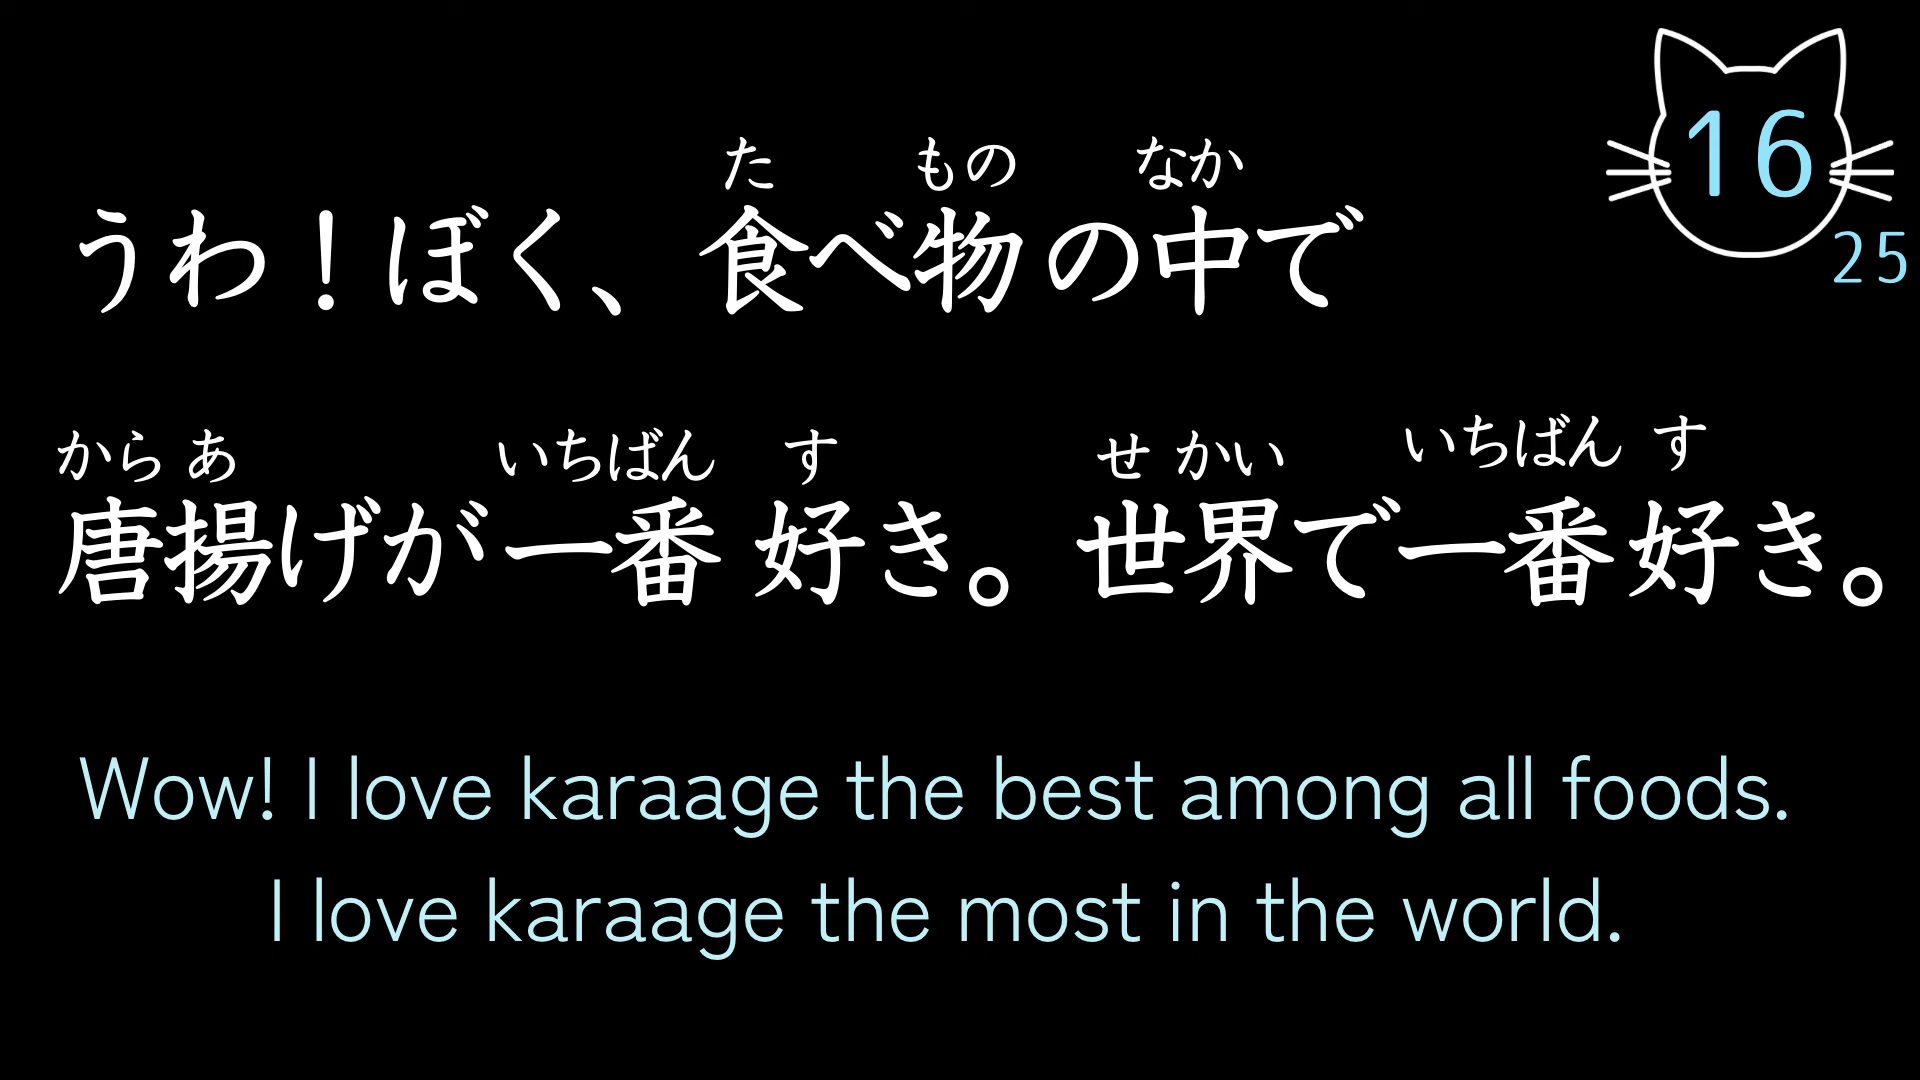 16
25
た もの なか
うわ！ぼく、食べ物の中で
から あ いちばん す せ かい いちばん す
唐揚げが一番 好き。世界で一番好き。
Wow! I love karaage the best among all foods.
I love karaage the most in the world.